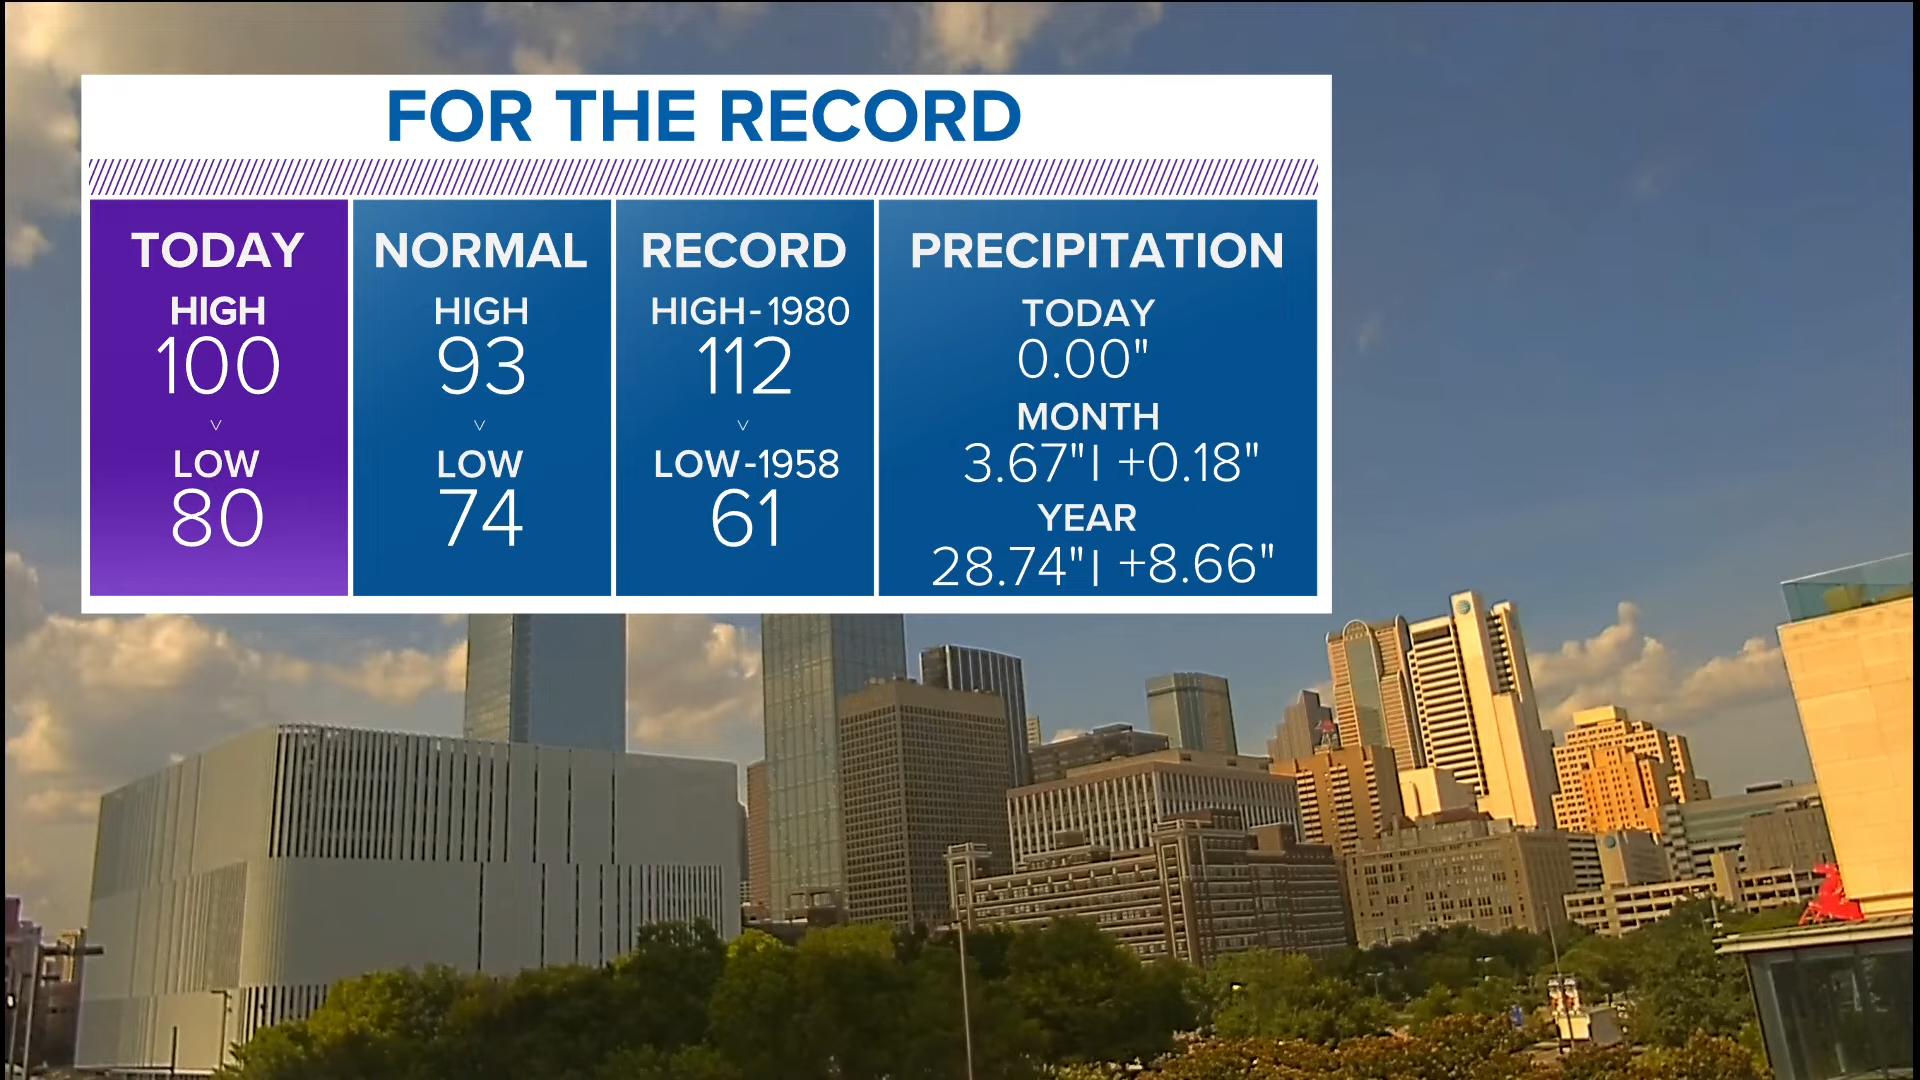 FOR THE RECORD
TODAY
HIGH
100
LOW
80
NORMAL
HIGH
93
LOW
74
RECORD
HIGH-1980
112
LOW-1958
61
PRECIPITATION
TODAY
0.00"
MONTH
3.67"| +0.18"
YEAR
28.74"| +8.66"